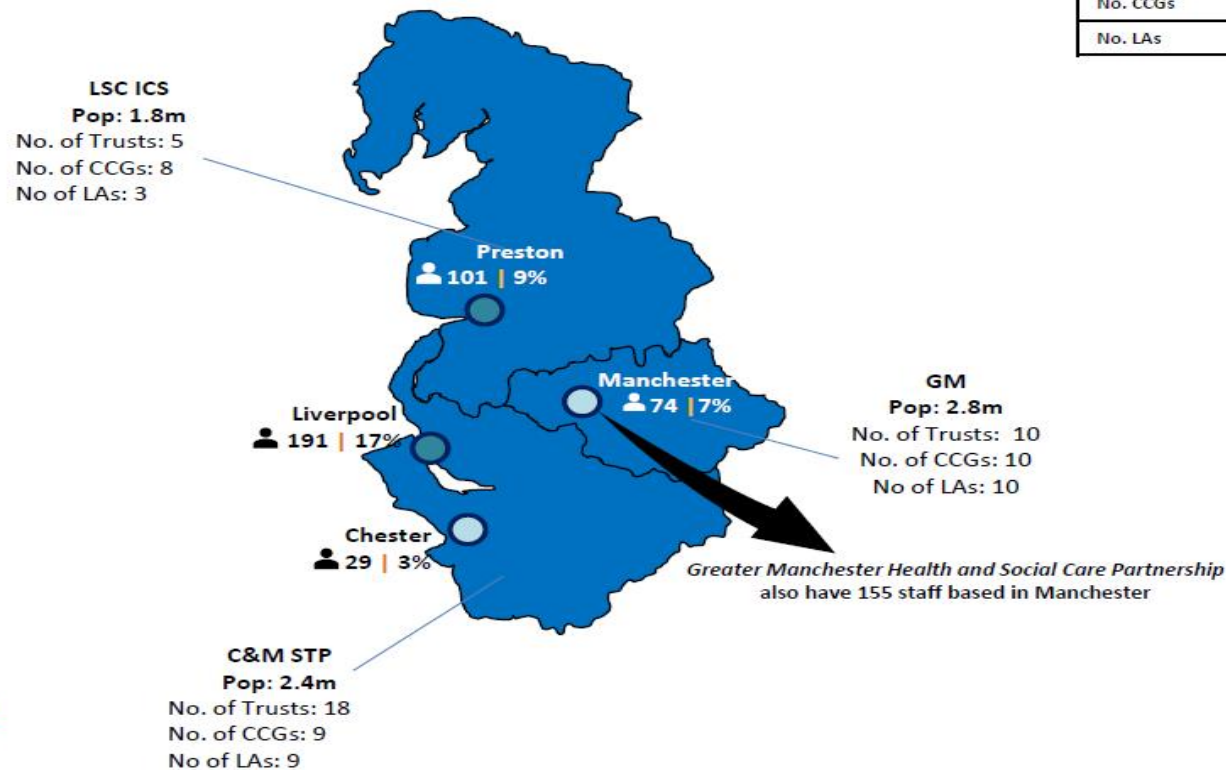 No. CCGs
No. LAs
LSC ICS
Pop: 1.8m
No. of Trusts: 5
No. of CCGs: 8
No of LAs: 3
Preston
101 | 9%
Manchester
74 | 7%
GM
Pop: 2.8m
No. of Trusts: 10
No. of CCGs: 10
No of LAs: 10
Liverpool
191 | 17%
Chester
29 | 3%
Greater Manchester Health and Social Care Partnership
also have 155 staff based in Manchester
C&M STP
Pop: 2.4m
No. of Trusts: 18
No. of CCGs: 9
No of LAs: 9